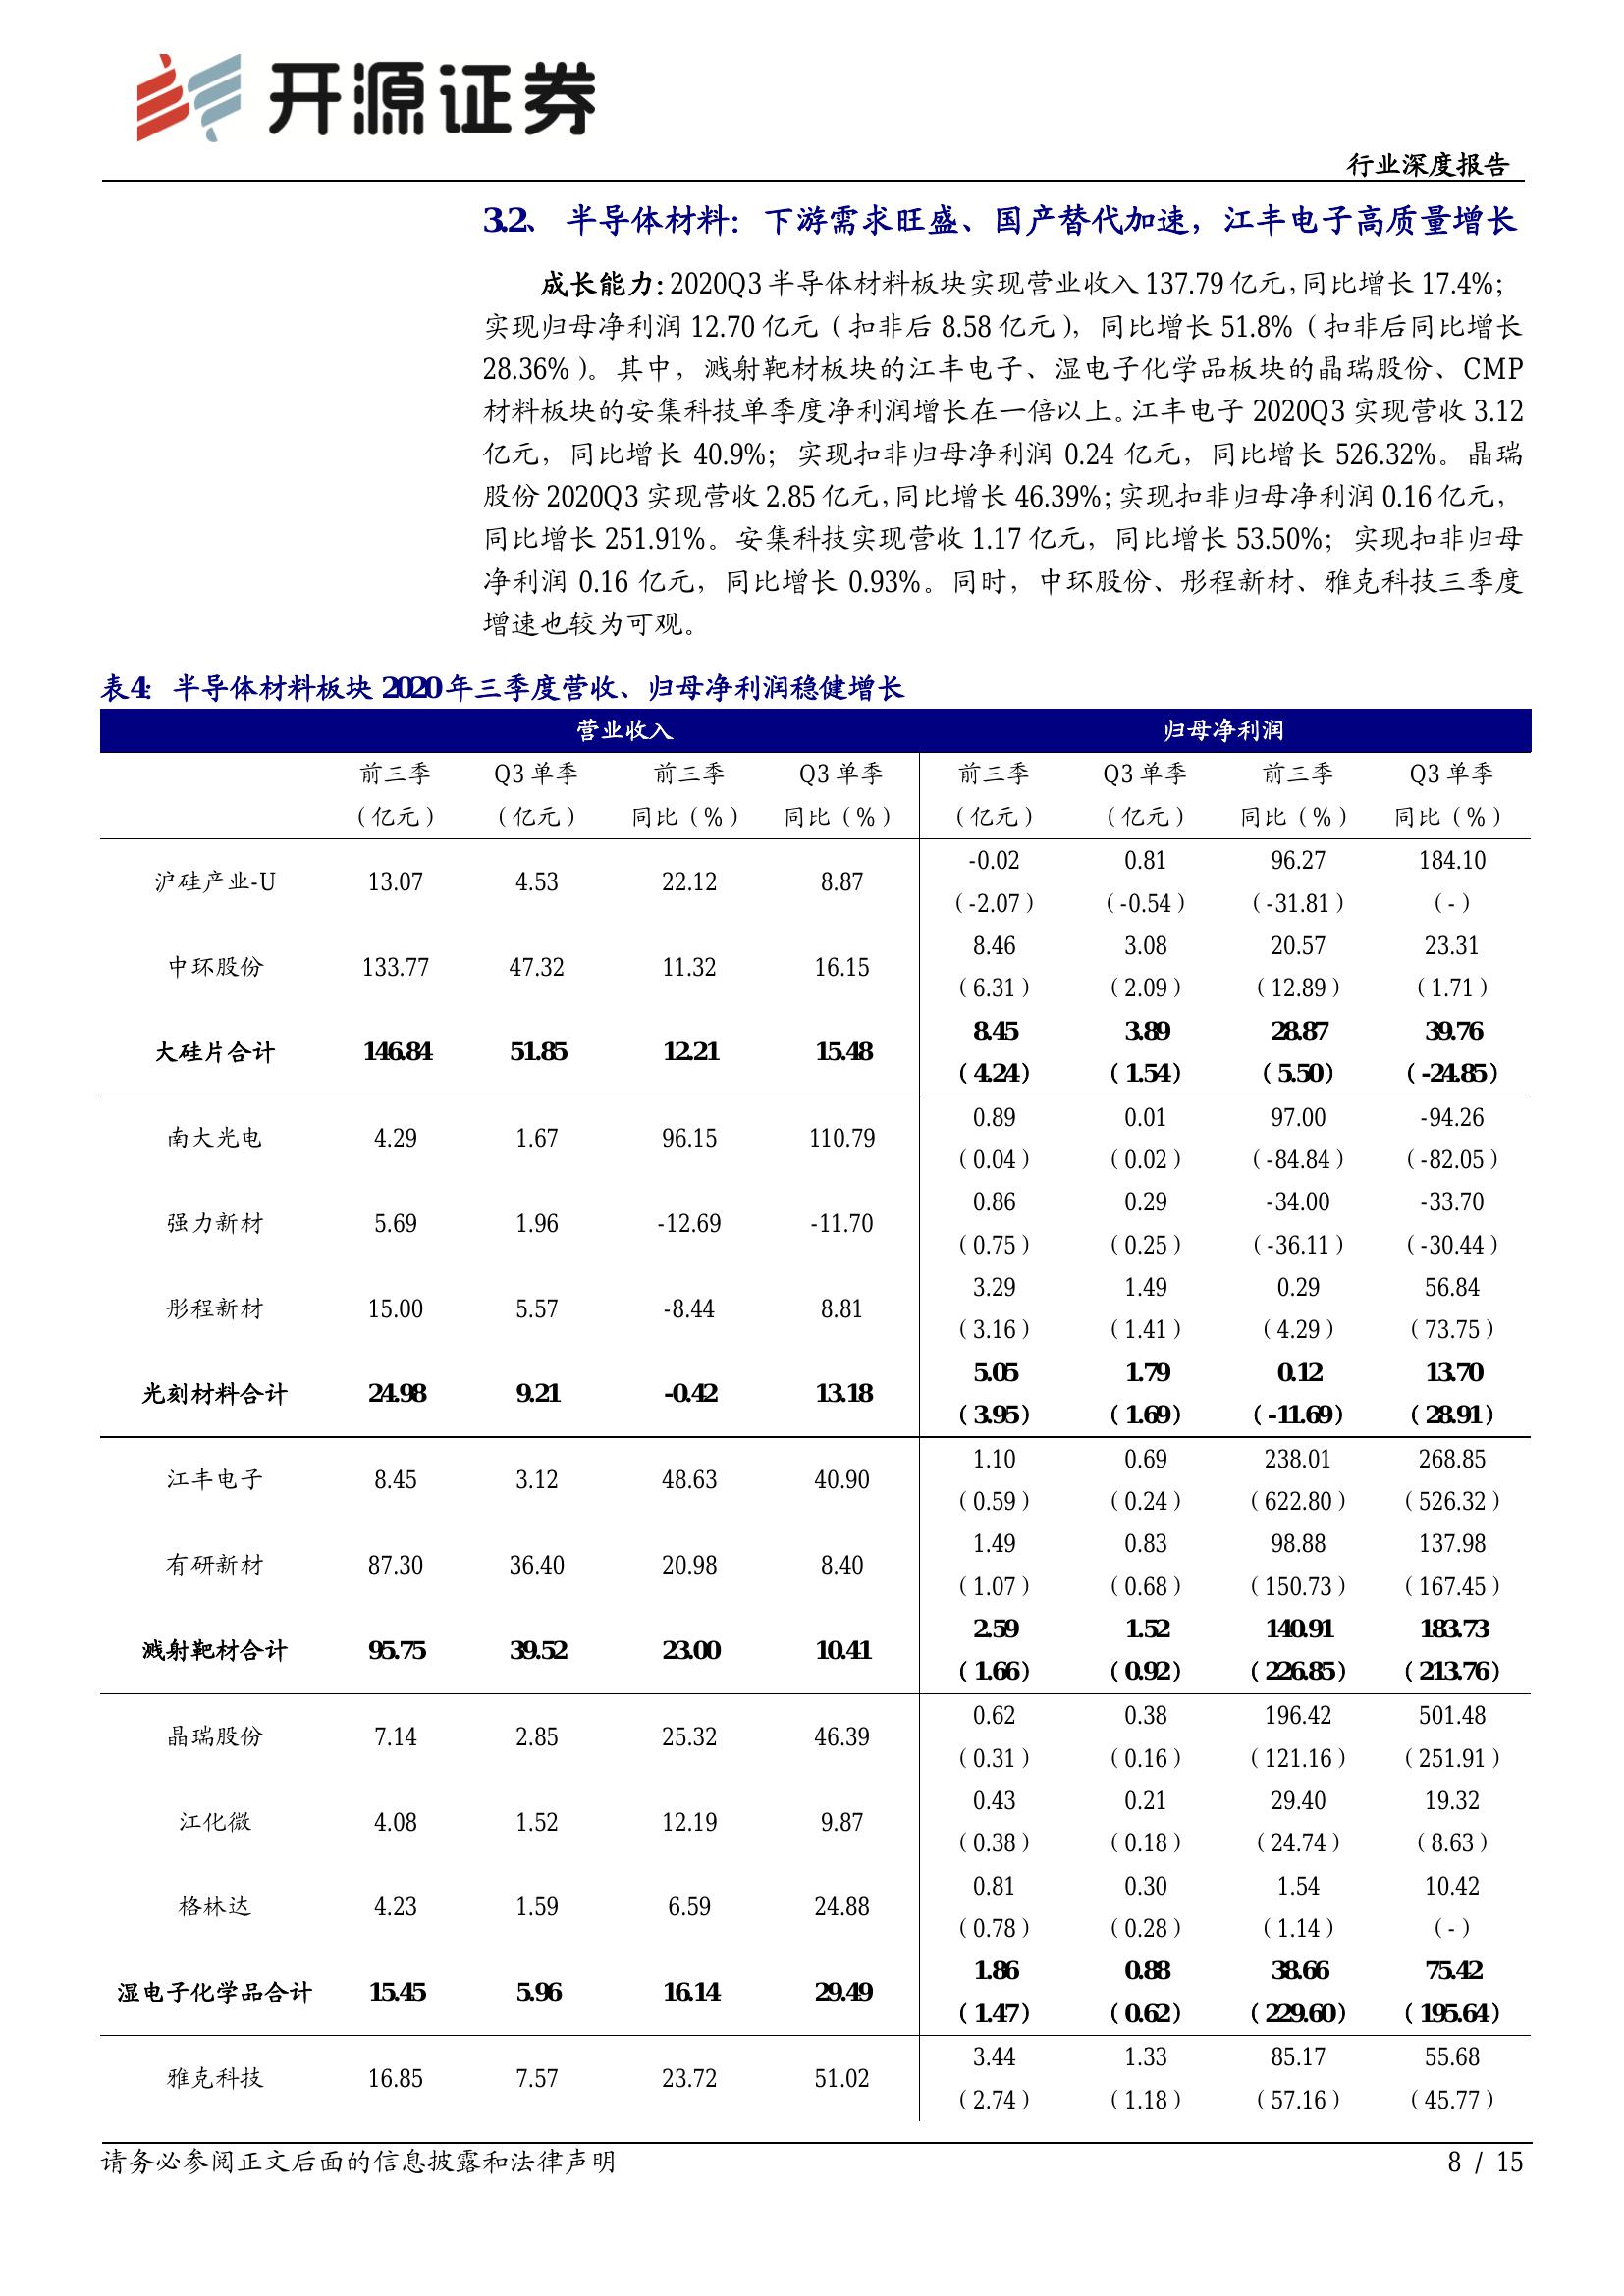 开源证券
行业深度报告
3.2、 半导体材料：下游需求旺盛、国产替代加速，江丰电子高质量增长
成长能力：2020Q3 半导体材料板块实现营业收入 137.79 亿元，同比增长 17.4%；
实现归母净利润 12.70 亿元（扣非后 8.58 亿元），同比增长 51.8%（扣非后同比增长
28.36%）。其中，溅射靶材板块的江丰电子、湿电子化学品板块的晶瑞股份、CMP
材料板块的安集科技单季度净利润增长在一倍以上。江丰电子 2020Q3 实现营收 3.12
亿元，同比增长 40.9%；实现扣非归母净利润 0.24 亿元，同比增长 526.32%。晶瑞
股份 2020Q3 实现营收 2.85 亿元，同比增长 46.39%；实现扣非归母净利润 0.16 亿元，
同比增长 251.91%。安集科技实现营收 1.17 亿元，同比增长 53.50%；实现扣非归母
净利润 0.16 亿元，同比增长 0.93%。同时，中环股份、彤程新材、雅克科技三季度
增速也较为可观。
表4：半导体材料板块 2020 年三季度营收、归母净利润稳健增长
营业收入 归母净利润
前三季 Q3 单季 前三季 Q3 单季 前三季 Q3 单季 前三季 Q3 单季
（亿元） （亿元） 同比（%） 同比（%） （亿元） （亿元） 同比（%） 同比（%）
-0.02 0.81 96.27 184.10
沪硅产业-U 13.07 4.53 22.12 8.87
（-2.07） （-0.54） （-31.81） （-）
8.46 3.08 20.57 23.31
中环股份 133.77 47.32 11.32 16.15
（6.31） （2.09） （12.89） （1.71）
8.45 3.89 28.87 39.76
大硅片合计 146.84 51.85 12.21 15.48
（4.24） （1.54） （5.50） （-24.85）
0.89 0.01 97.00 -94.26
南大光电 4.29 1.67 96.15 110.79
（0.04） （0.02） （-84.84） （-82.05）
0.86 0.29 -34.00 -33.70
强力新材 5.69 1.96 -12.69 -11.70
（0.75） （0.25） （-36.11） （-30.44）
3.29 1.49 0.29 56.84
彤程新材 15.00 5.57 -8.44 8.81
（3.16） （1.41） （4.29） （73.75）
5.05 1.79 0.12 13.70
光刻材料合计 24.98 9.21 -0.42 13.18
（3.95） （1.69） （-11.69） （28.91）
1.10 0.69 238.01 268.85
江丰电子 8.45 3.12 48.63 40.90
（0.59） （0.24） （622.80） （526.32）
1.49 0.83 98.88 137.98
有研新材 87.30 36.40 20.98 8.40
（1.07） （0.68） （150.73） （167.45）
2.59 1.52 140.91 183.73
溅射靶材合计 95.75 39.52 23.00 10.41
（1.66） （0.92） （226.85） （213.76）
0.62 0.38 196.42 501.48
晶瑞股份 7.14 2.85 25.32 46.39
（0.31） （0.16） （121.16） （251.91）
0.43 0.21 29.40 19.32
江化微 4.08 1.52 12.19 9.87
（0.38） （0.18） （24.74） （8.63）
0.81 0.30 1.54 10.42
格林达 4.23 1.59 6.59 24.88
（0.78） （0.28） （1.14） （-）
1.86 0.88 38.66 75.42
湿电子化学品合计 15.45 5.96 16.14 29.49
（1.47） （0.62） （229.60） （195.64）
3.44 1.33 85.17 55.68
雅克科技 16.85 7.57 23.72 51.02
（2.74） （1.18） （57.16） （45.77）
请务必参阅正文后面的信息披露和法律声明 8 / 15